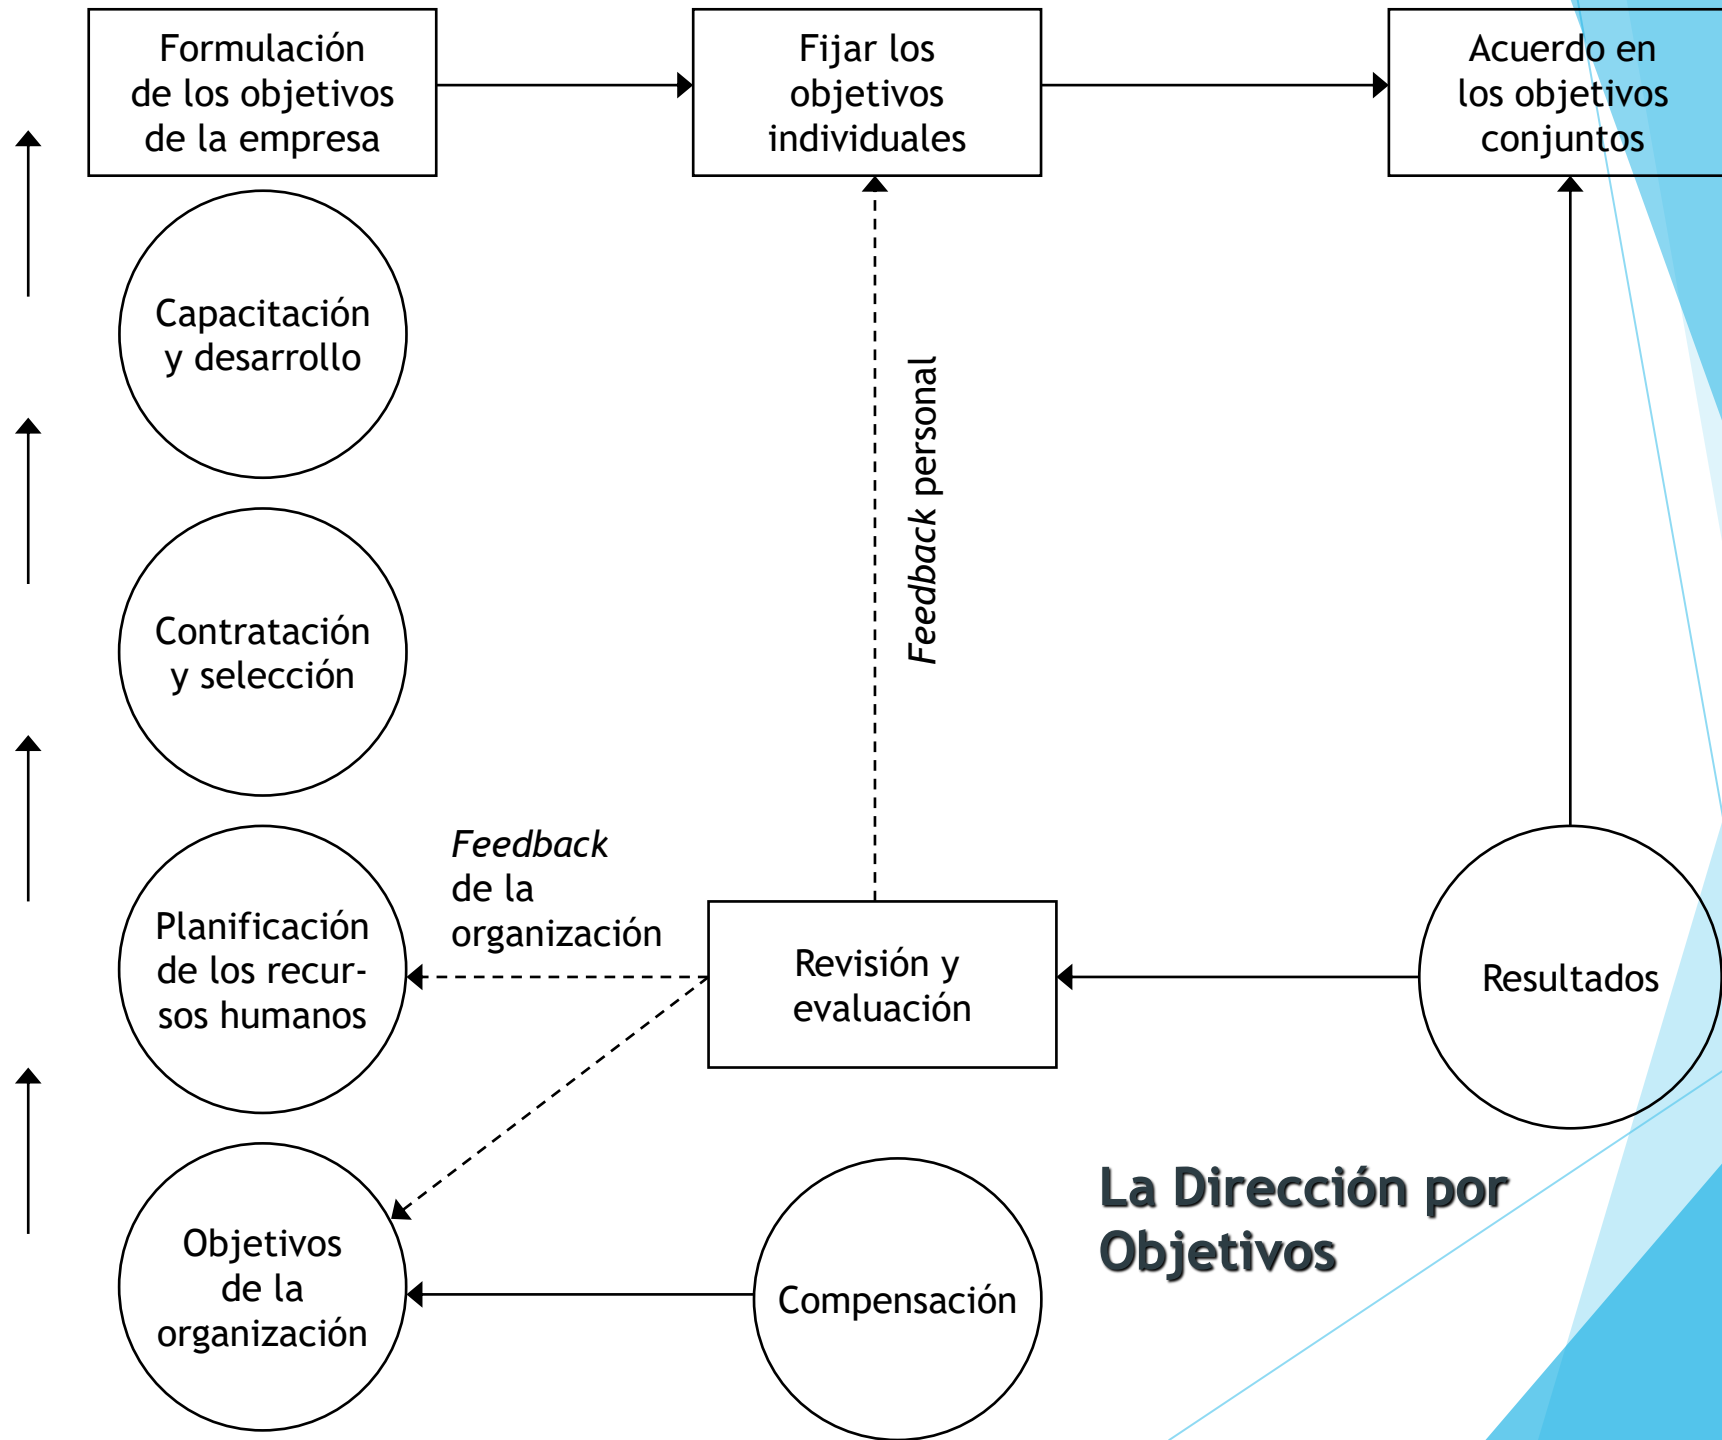 Formulación
de los objetivos
de la empresa
Fijar los
objetivos
individuales
Acuerdo en
los objetivos
conjuntos
Capacitación
y desarrollo
Feedback personal
Contratación
y selección
Feedback
de la
organización
Planificación
de los recur-
sos humanos
Revisión y
evaluación
Resultados
La Dirección por
Objetivos
Objetivos
de la
organización
Compensación